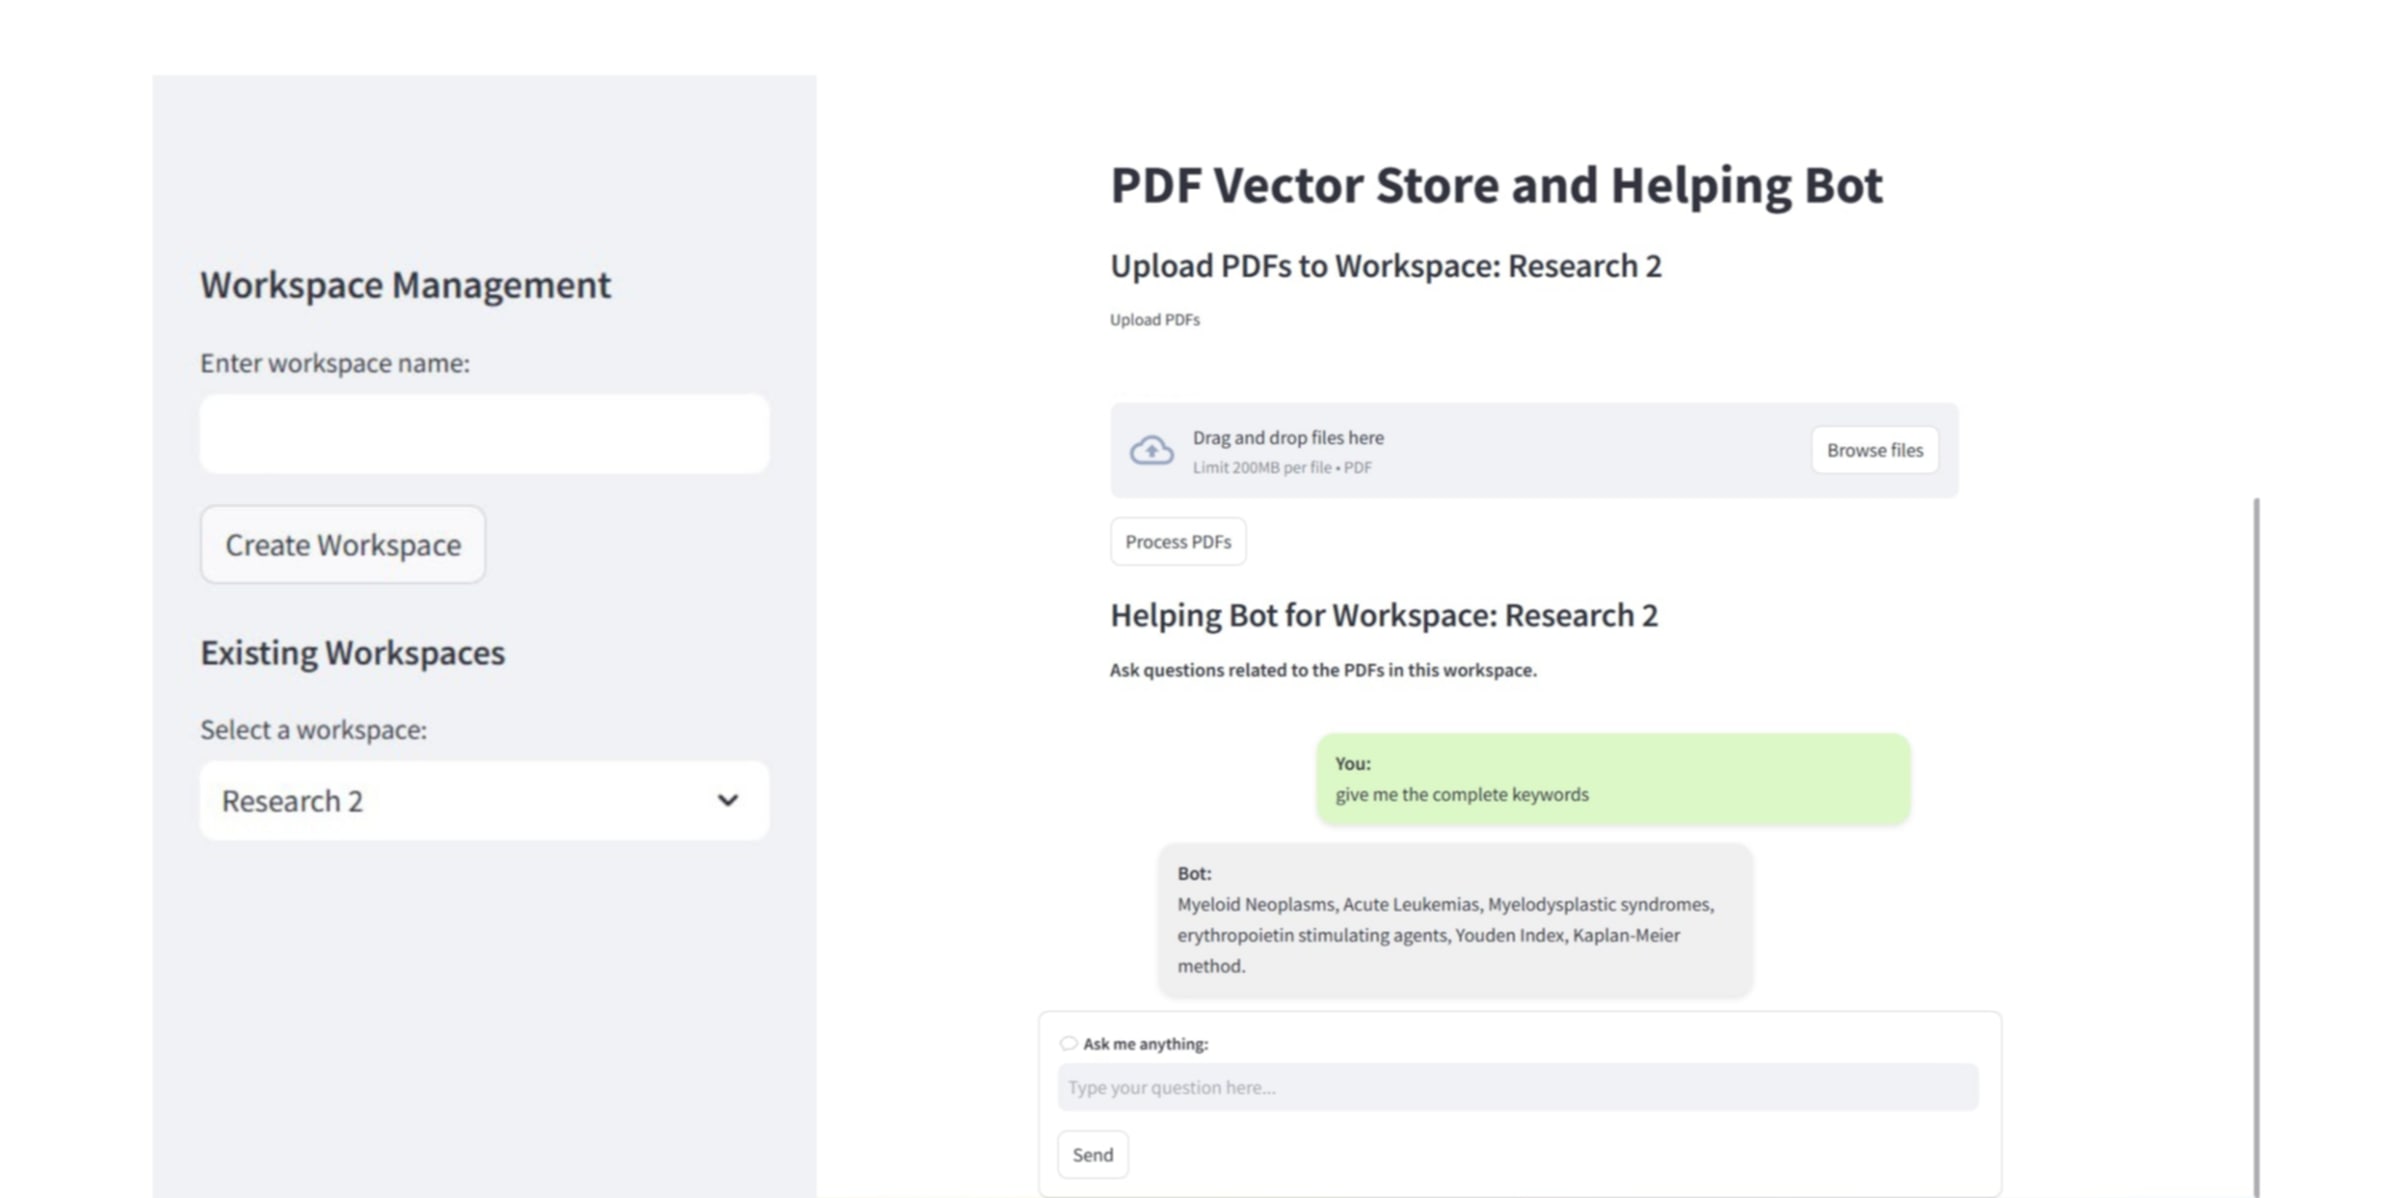 Workspace Management
Enter workspace name:
Create Workspace
Existing Workspaces
Select a workspace:
Research 2
PDF Vector Store and Helping Bot
Upload PDFs to Workspace: Research 2
Upload PDFs
Drag and drop files here
Limit 200MB per file • PDF
Browse files
Process PDFs
Helping Bot for Workspace: Research 2
Ask questions related to the PDFs in this workspace.
You:
give me the complete keywords
Bot:
Myeloid Neoplasms, Acute Leukemias, Myelodysplastic syndromes,
erythropoietin stimulating agents, Youden Index, Kaplan-Meier
method.
Ask me anything:
Type your question here...
Send